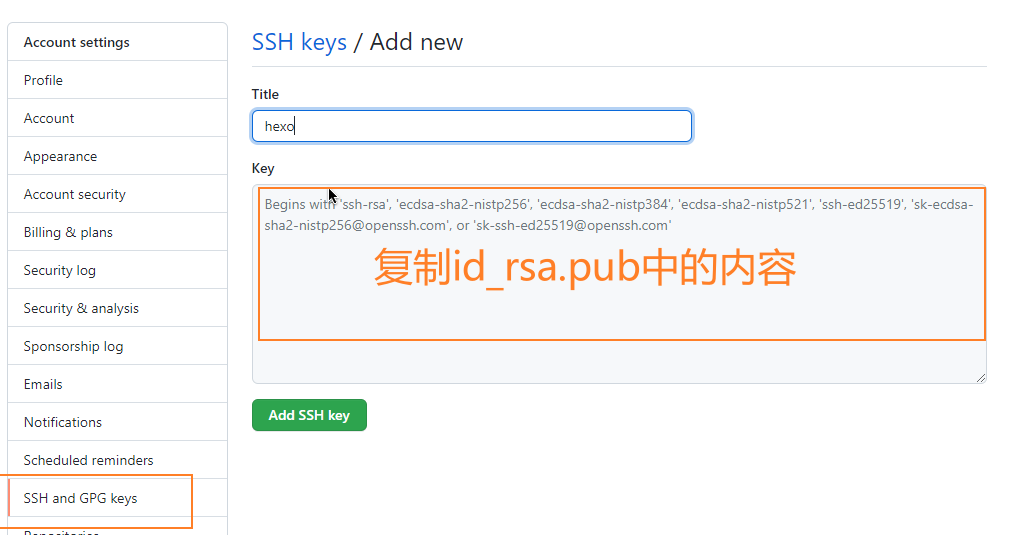 Account settings
Profile
Account
Appearance
Account security
Billing & plans
Security log
Security & analysis
Sponsorship log
Emails
Notifications
Scheduled reminders
SSH and GPG keys
Repositories
SSH keys / Add new
Title
hexo
Key
Begins with 'ssh-rsa', 'ecdsa-sha2-nistp256', 'ecdsa-sha2-nistp384', 'ecdsa-sha2-nistp521', 'ssh-ed25519', 'sk-ecdsa-
sha2-nistp256@openssh.com', or 'sk-ssh-ed25519@openssh.com'
复制id_rsa.pub中的内容
Add SSH key